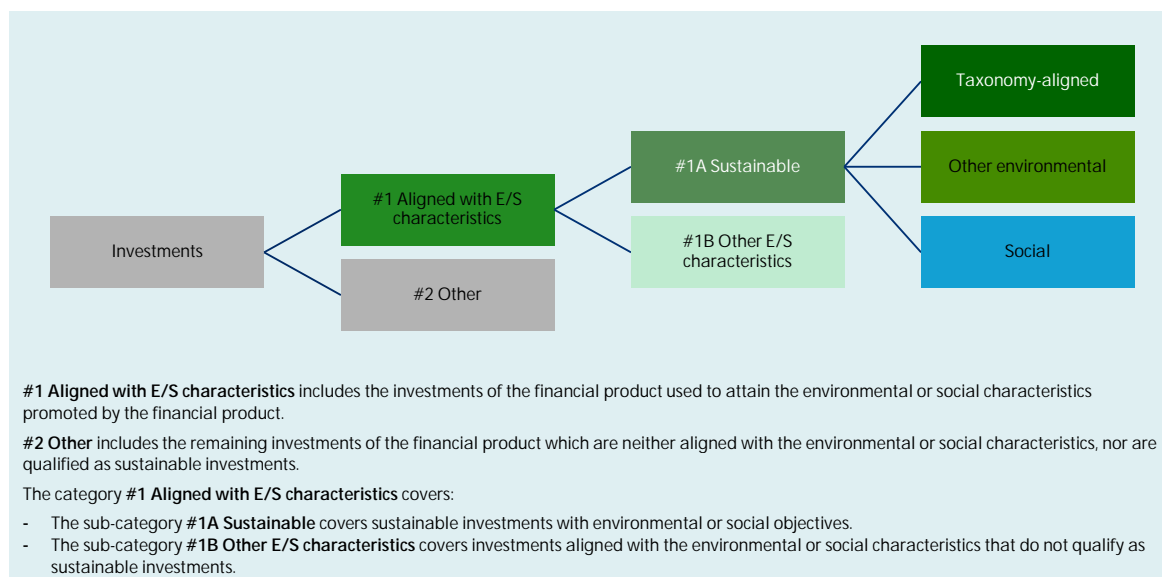 Taxonomy-aligned
#1A Sustainable
Other environmental
#1 Aligned with E/S
characteristics
#1B Other E/S
characteristics
Investments
Social
#2 Other
#1 Aligned with E/S characteristics includes the investments of the financial product used to attain the environmental or social characteristics
promoted by the financial product.
#2 Other includes the remaining investments of the financial product which are neither aligned with the environmental or social characteristics, nor are
qualified as sustainable investments.
The category #1 Aligned with E/S characteristics covers:
- The sub-category #1A Sustainable covers sustainable investments with environmental or social objectives.
- The sub-category #1B Other E/S characteristics covers investments aligned with the environmental or social characteristics that do not qualify as
sustainable investments.